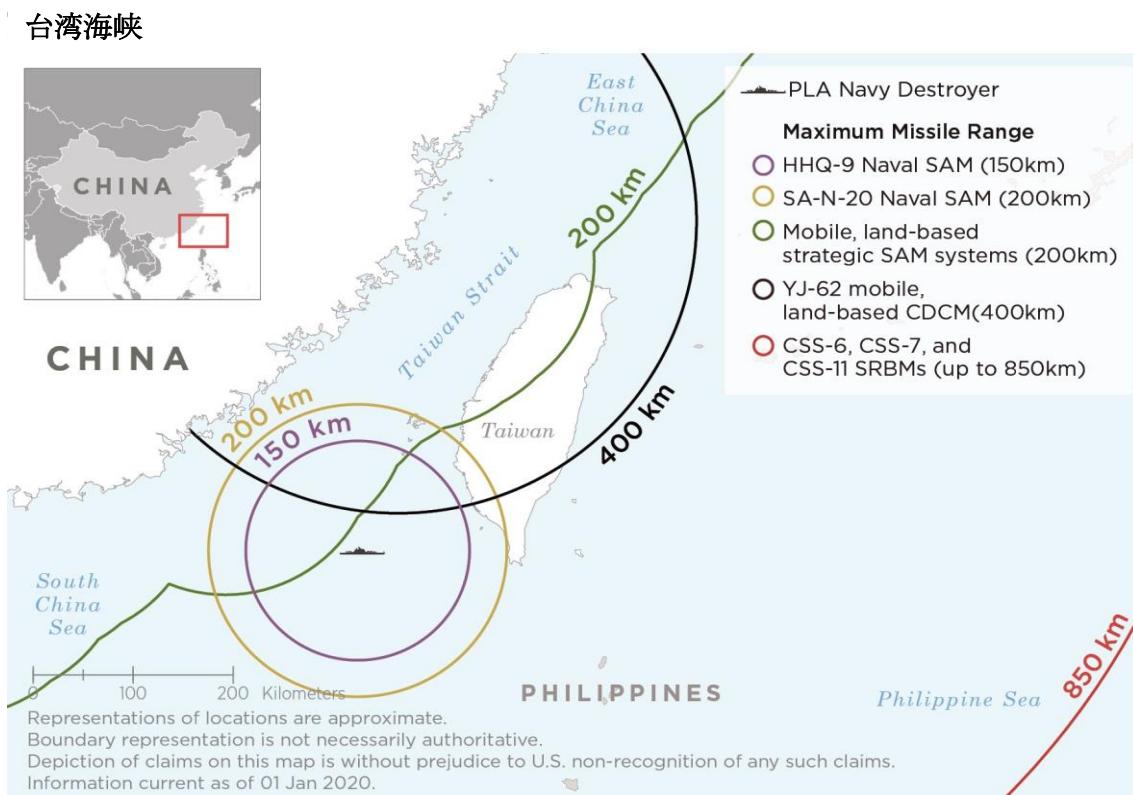 台湾海峡
CHINA
East
China
Sea
PLA Navy Destroyer
Maximum Missile Range
HHQ-9 Naval SAM (150km)
SA-N-20 Naval SAM (200km)
Mobile, land-based
strategic SAM systems (200km)
YJ-62 mobile,
land-based CDCM(400km)
CSS-6, CSS-7, and
CSS-11 SRBMs (up to 850km)
200 km
Taiwan Strait
CHINA
200 km
150 km
Taiwan
400 km
South
China
Sea
0 100 200 Kilometers
PHILIPPINES
Philippine Sea
850 km
Representations of locations are approximate.
Boundary representation is not necessarily authoritative.
Depiction of claims on this map is without prejudice to U.S. non-recognition of any such claims.
Information current as of 01 Jan 2020.